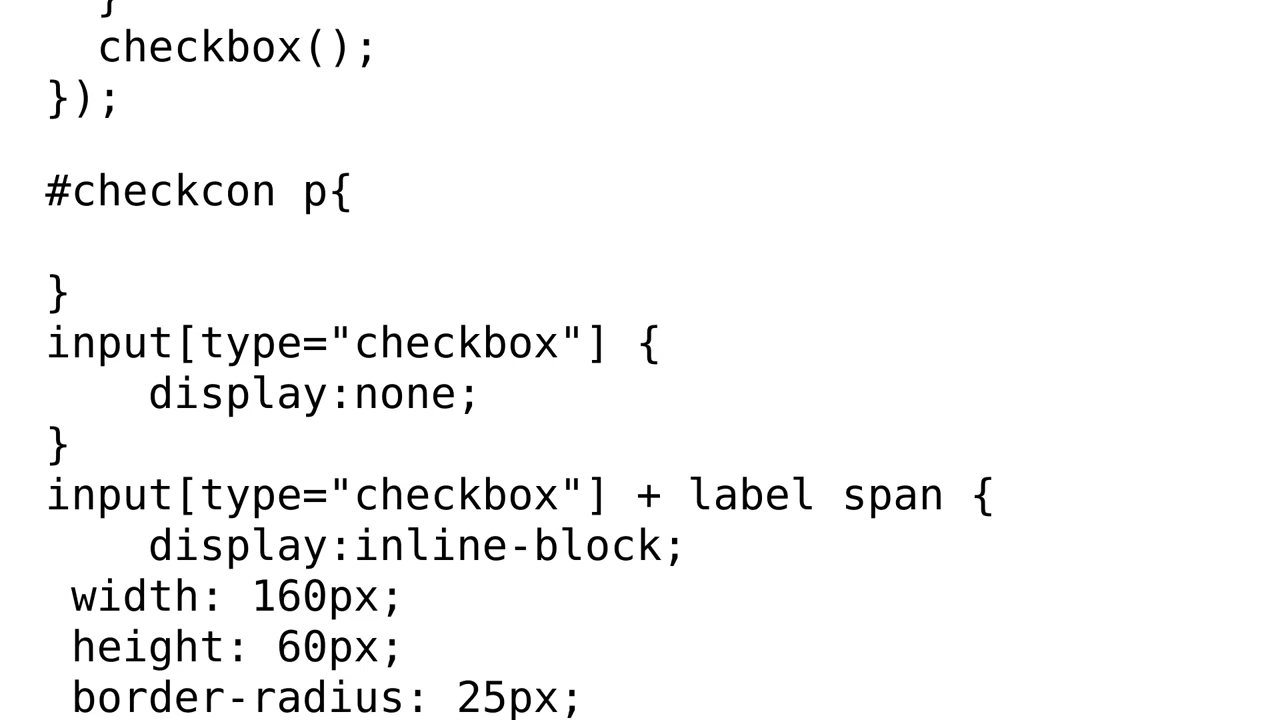 }
checkbox();
});
#checkcon p{
}
input[type="checkbox"] {
display:none;
}
input[type="checkbox"] + label span {
display:inline-block;
width: 160px;
height: 60px;
border-radius: 25px;